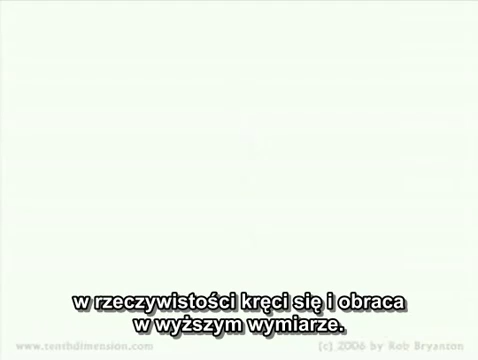 w rzeczywistości kręci się i obraca
w wyższym wymiarze.
www.tenthdimension.com (c) 2006 by Rob Bryanton